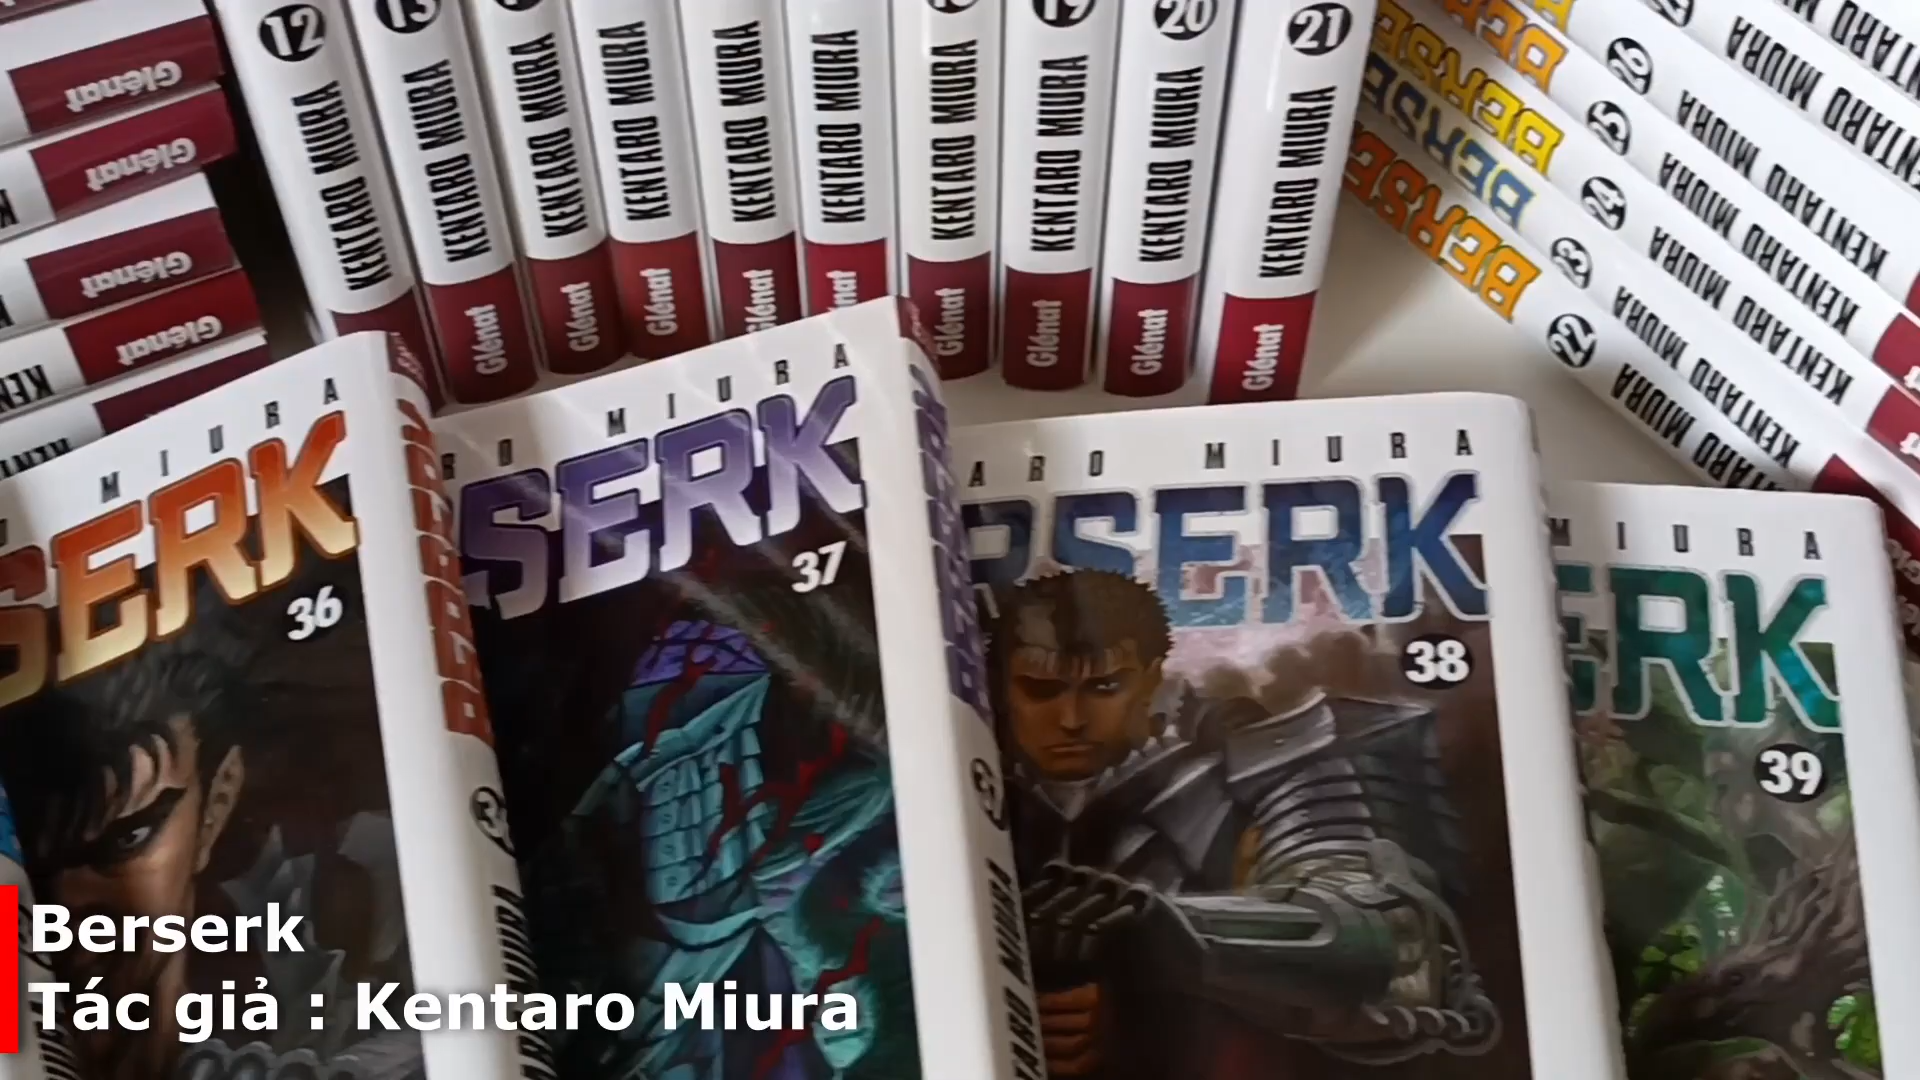 Glénat
Glénat
Glénat
Glénat
12
KENTARO MIURA
13
KENTARO MIURA
Glénat
KENTARO MIURA
Glénat
KENTARO MIURA
Glénat
KENTARO MIURA
Glénat
KENTARO MIURA
KENTARO MIURA
Glénat
19
KENTARO MIURA
Glénat
20
KENTARO MIURA
Glénat
21
KENTARO MIURA
Glénat
26
KENTARO MIURA
25
KENTARO MIURA
24
KENTARO MIURA
23
KENTARO MIURA
22
MIURA
MIURA
SERK
36
MIURA
SERK
37
ARO MIURA
RSERK
38
MIURA
ERK
39
Berserk
Tác giả : Kentaro Miura